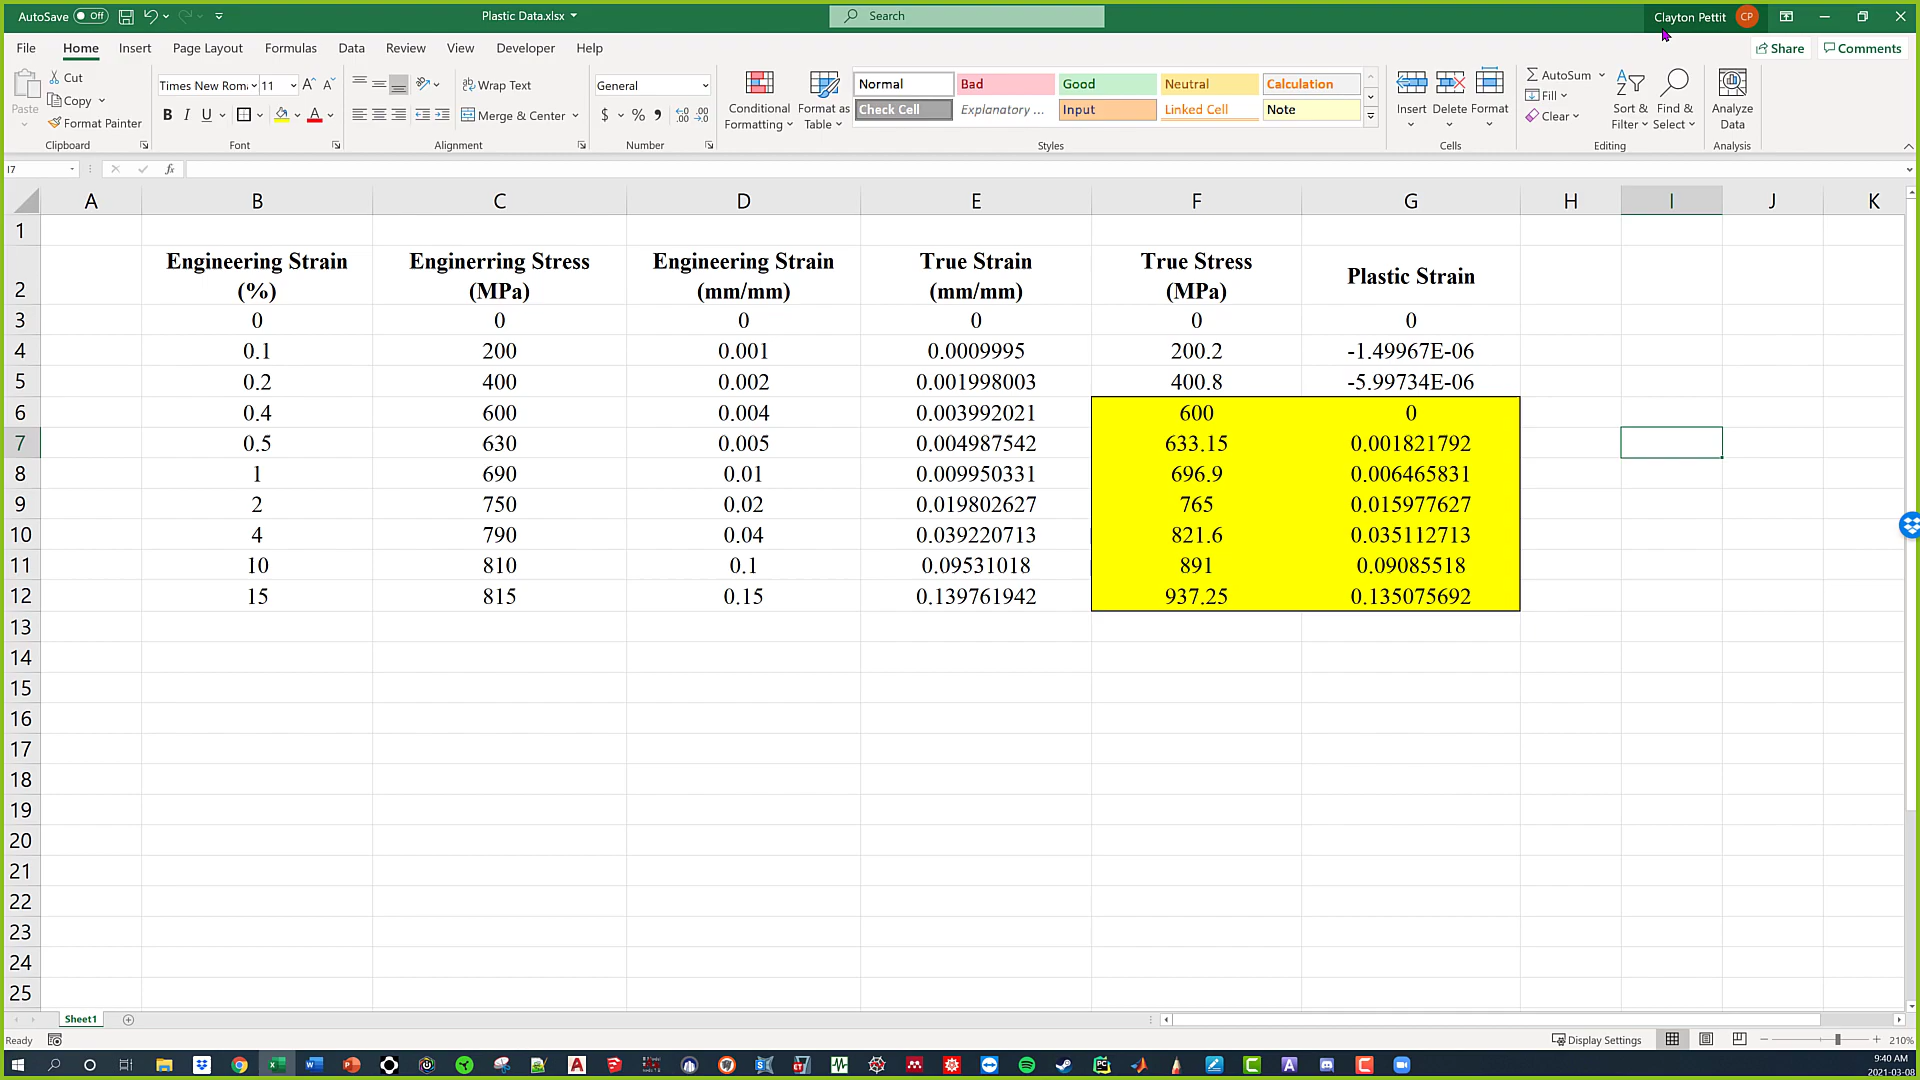 AutoSave Off Plastic Data.xlsx Search Clayton Pettit CP
File Home Insert Page Layout Formulas Data Review View Developer Help Share Comments
Paste Cut Copy Format Painter Clipboard
Times New Rom 11 B I U A Font
Wrap Text Merge & Center Alignment
General $ % Number
Conditional Formatting Format as Table
Normal Bad Good Neutral Calculation
Check Cell Explanatory ... Input Linked Cell Note
Styles
Insert Delete Format Cells
AutoSum Fill Clear Sort & Filter Find & Select Editing
Analyze Data Analysis
I7 fx
A B C D E F G H I J K
1
2 Engineering Strain (%) Enginerring Stress (MPa) Engineering Strain (mm/mm) True Strain (mm/mm) True Stress (MPa) Plastic Strain
3 0 0 0 0 0 0
4 0.1 200 0.001 0.0009995 200.2 -1.49967E-06
5 0.2 400 0.002 0.001998003 400.8 -5.99734E-06
6 0.4 600 0.004 0.003992021 600 0
7 0.5 630 0.005 0.004987542 633.15 0.001821792
8 1 690 0.01 0.009950331 696.9 0.006465831
9 2 750 0.02 0.019802627 765 0.015977627
10 4 790 0.04 0.039220713 821.6 0.035112713
11 10 810 0.1 0.09531018 891 0.09085518
12 15 815 0.15 0.139761942 937.25 0.135075692
13
14
15
16
17
18
19
20
21
22
23
24
25
Sheet1
Ready Display Settings 210%
9:40 AM
2021-03-08